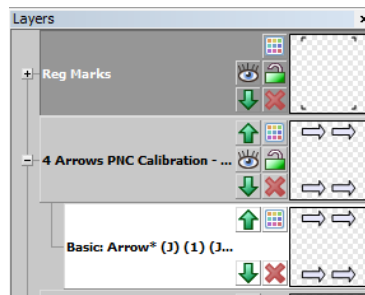 Layers
Reg Marks
4 Arrows PNC Calibration - ...
Basic: Arrow* (J) (1) (J...